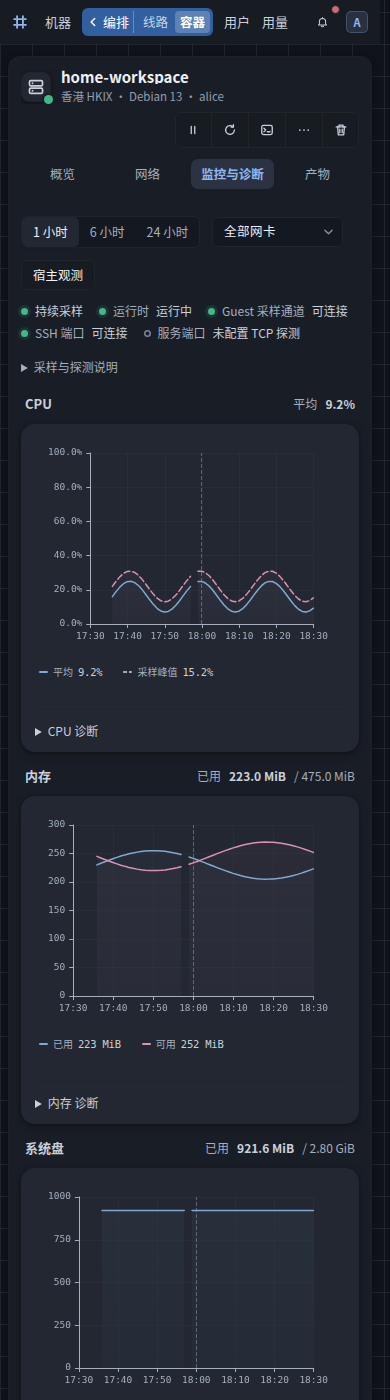 机器 编排 线路 容器 用户 用量 A
home-workspace
香港 HKIX • Debian 13 • alice
概览 网络 监控与诊断 产物
1 小时 6 小时 24 小时 全部网卡
宿主观测
持续采样 运行时 运行中 Guest 采样通道 可连接
SSH 端口 可连接 服务端口 未配置 TCP 探测
采样与探测说明
CPU 平均 9.2%
100.0%
80.0%
60.0%
40.0%
20.0%
0.0%
17:30 17:40 17:50 18:00 18:10 18:20 18:30
平均 9.2% 采样峰值 15.2%
CPU 诊断
内存 已用 223.0 MiB / 475.0 MiB
300
250
200
150
100
50
0
17:30 17:40 17:50 18:00 18:10 18:20 18:30
已用 223 MiB 可用 252 MiB
内存 诊断
系统盘 已用 921.6 MiB / 2.80 GiB
1000
750
500
250
0
17:30 17:40 17:50 18:00 18:10 18:20 18:30